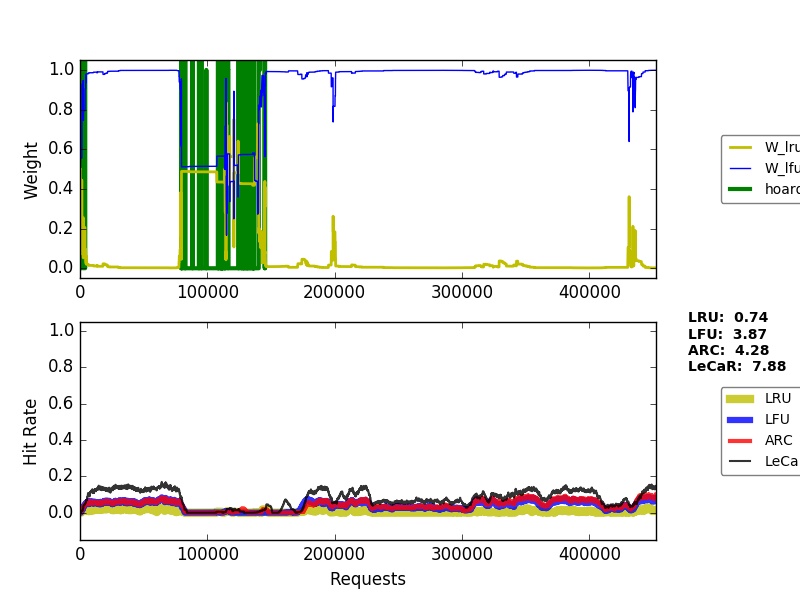 1.0
0.8
0.6
0.4
0.2
0.0
Weight
0 100000 200000 300000 400000
W_lru
W_lfu
hoard
LRU: 0.74
LFU: 3.87
ARC: 4.28
LeCaR: 7.88
1.0
0.8
0.6
0.4
0.2
0.0
Hit Rate
0 100000 200000 300000 400000
Requests
LRU
LFU
ARC
LeCa